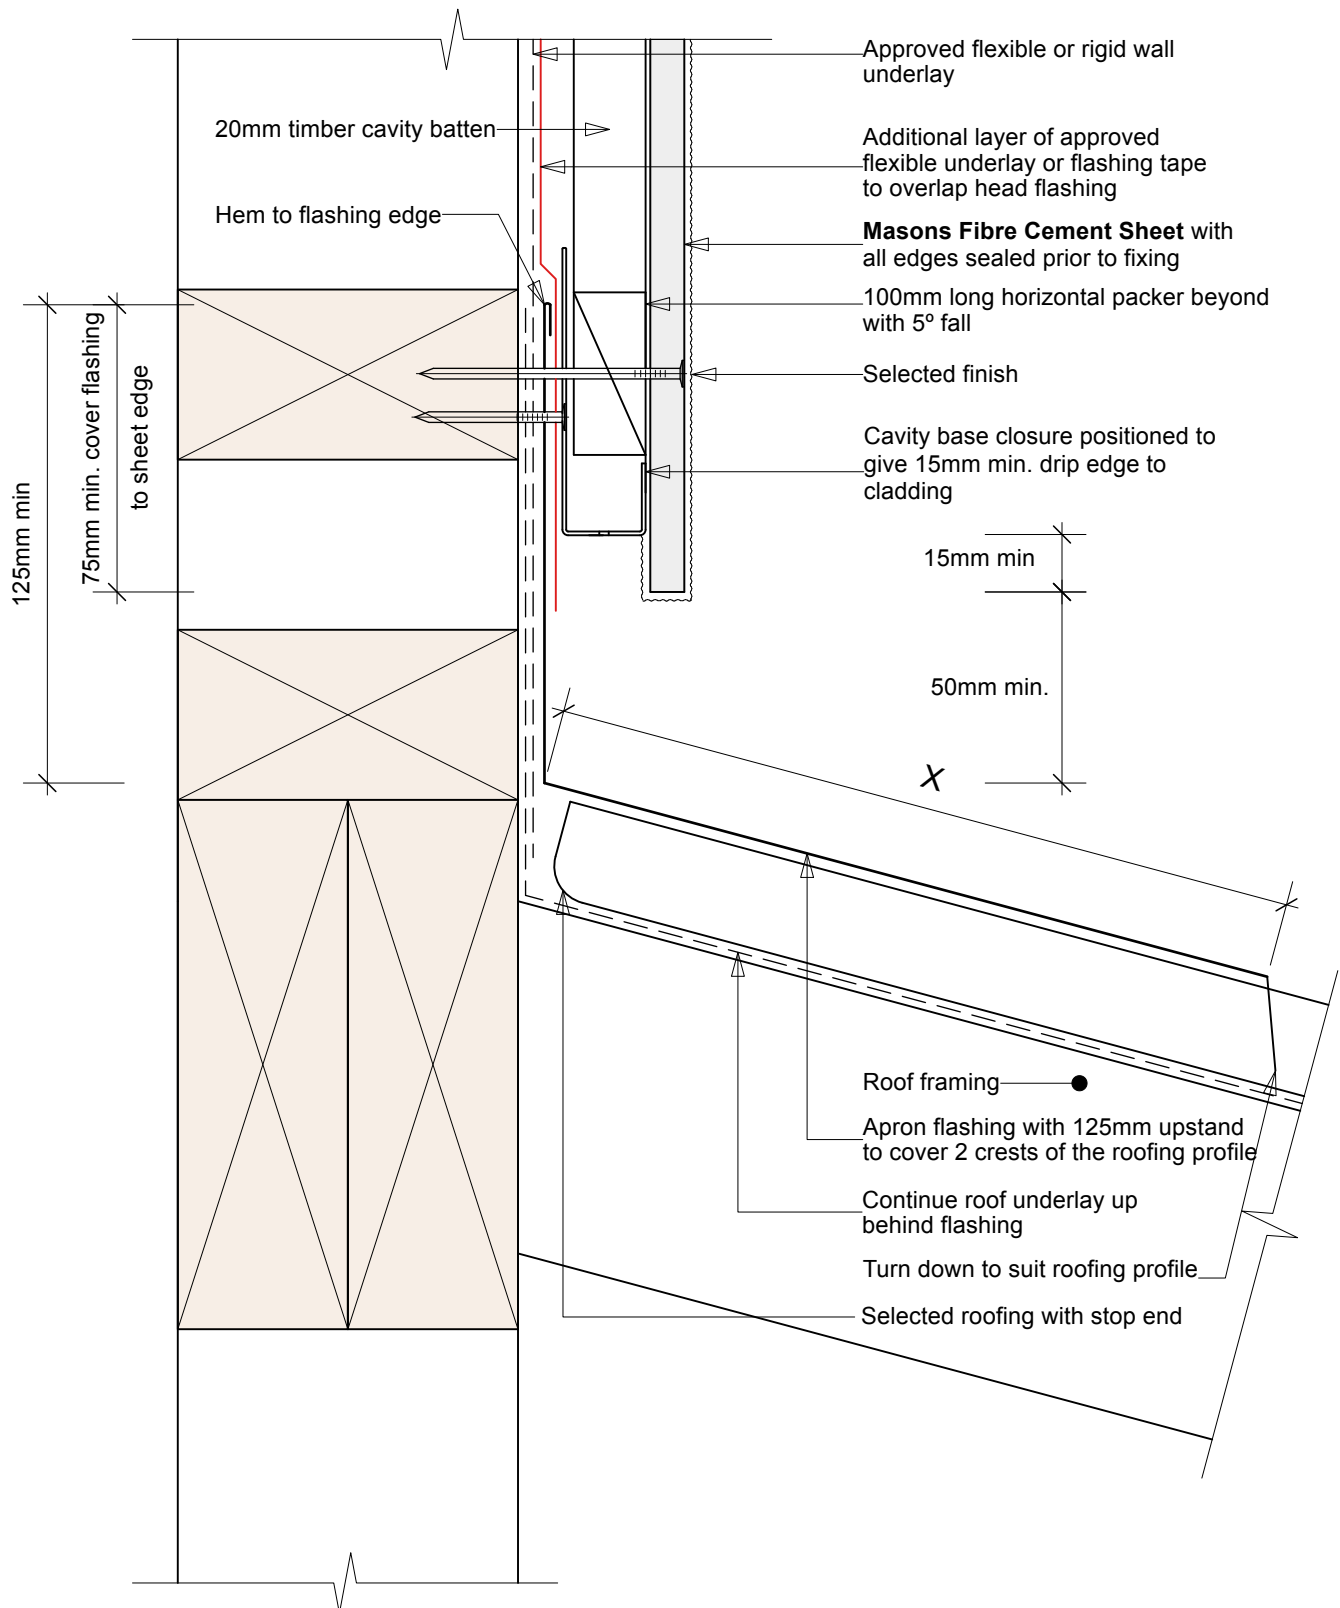 Approved flexible or rigid wall
underlay
20mm timber cavity batten
Additional layer of approved
flexible underlay or flashing tape
to overlap head flashing
Hem to flashing edge
Masons Fibre Cement Sheet with
all edges sealed prior to fixing
100mm long horizontal packer beyond
with 5º fall
Selected finish
Cavity base closure positioned to
give 15mm min. drip edge to
cladding
125mm min
75mm min. cover flashing
to sheet edge
15mm min
50mm min.
X
Roof framing
Apron flashing with 125mm upstand
to cover 2 crests of the roofing profile
Continue roof underlay up
behind flashing
Turn down to suit roofing profile
Selected roofing with stop end